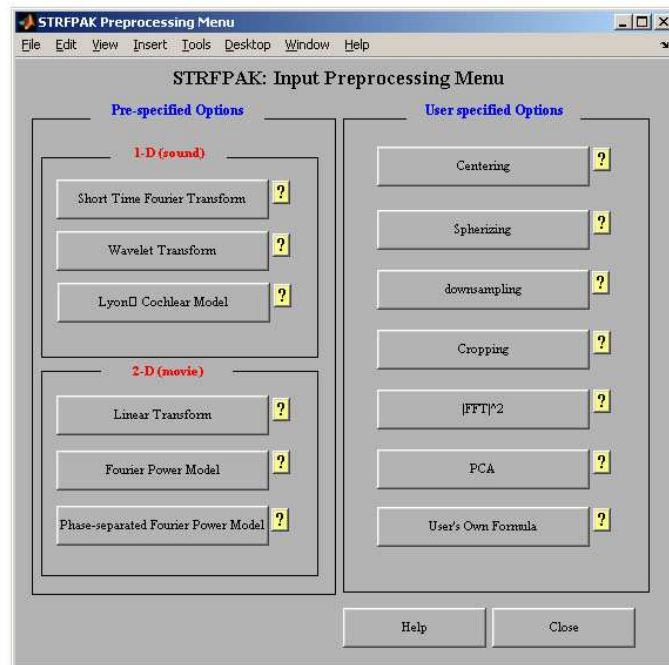 STRFPAK Preprocessing Menu
File Edit View Insert Tools Desktop Window Help
STRFPAK: Input Preprocessing Menu
Pre-specified Options
1-D (sound)
Short Time Fourier Transform ?
Wavelet Transform ?
Lyon□ Cochlear Model ?
2-D (movie)
Linear Transform ?
Fourier Power Model ?
Phase-separated Fourier Power Model ?
User specified Options
Centering ?
Spherizing ?
downsampling ?
Cropping ?
|FFT|^2 ?
PCA ?
User's Own Formula ?
Help Close